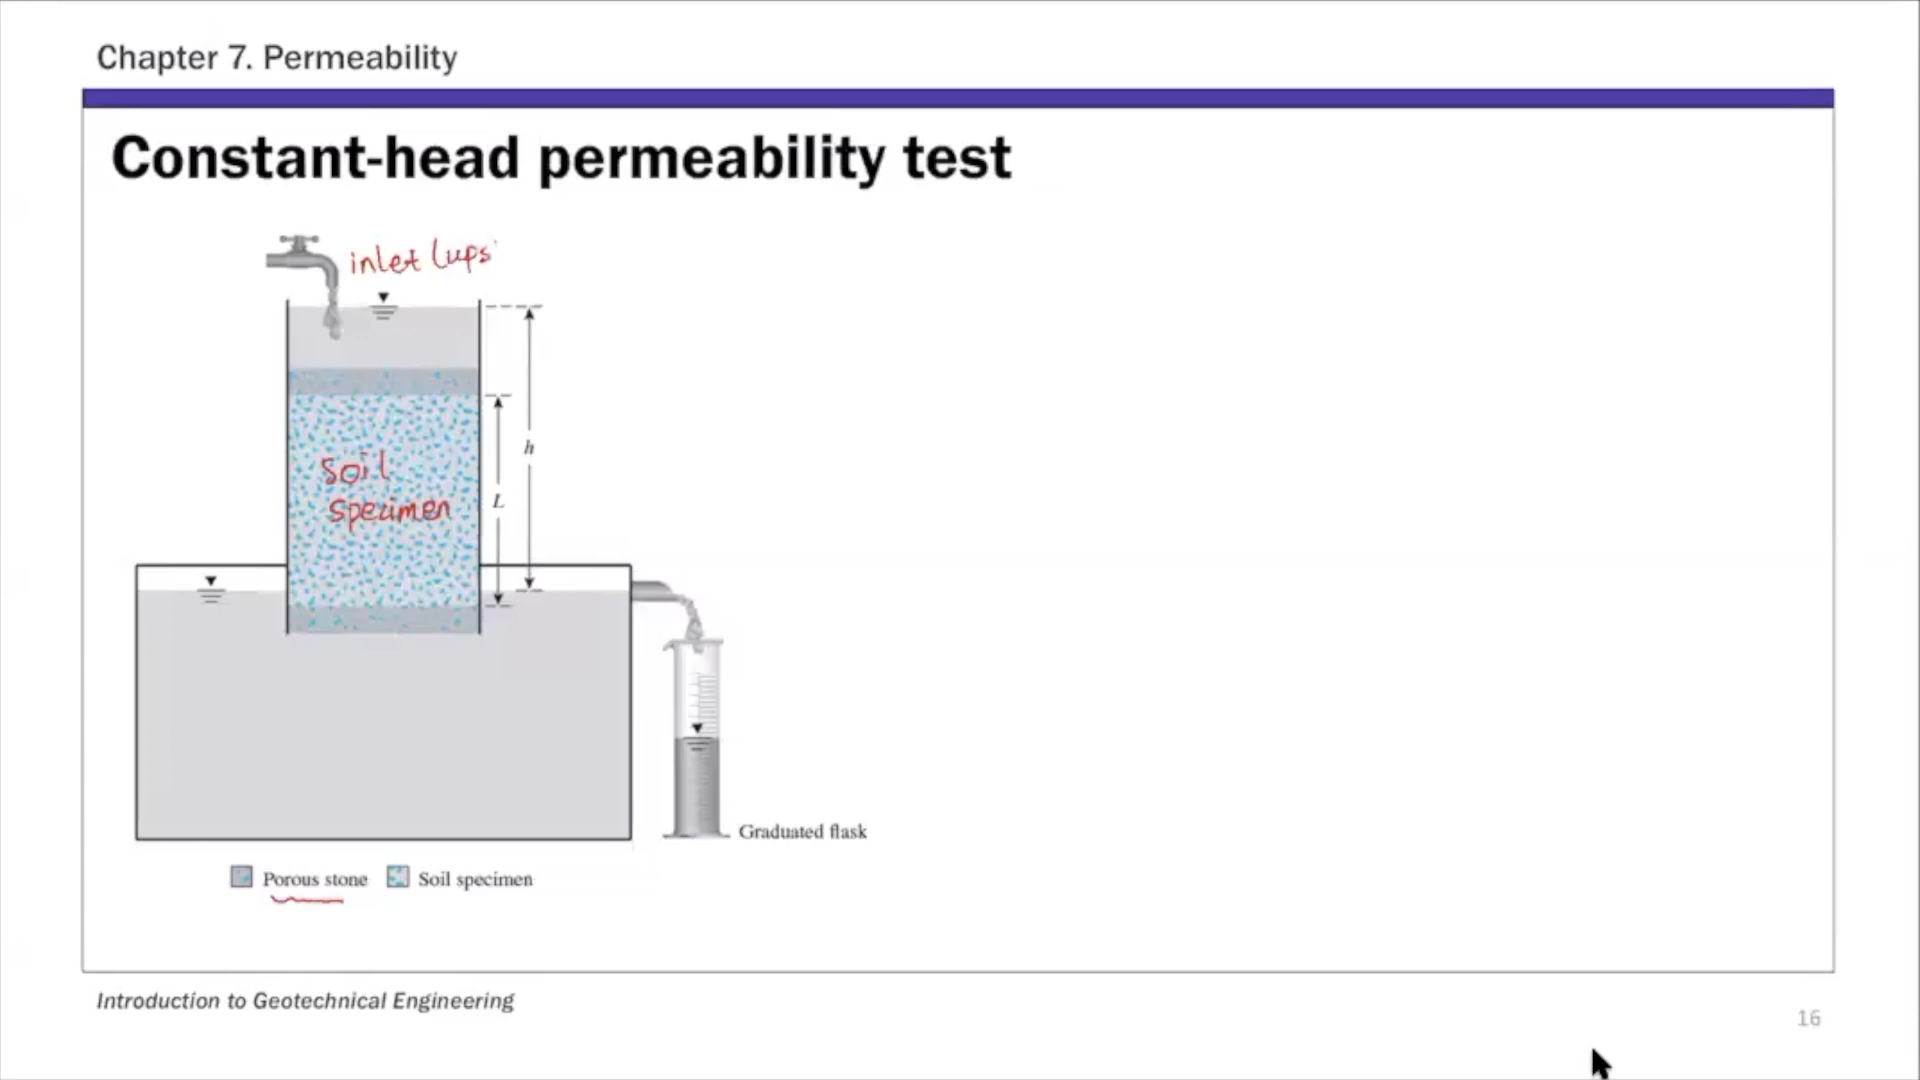 Chapter 7. Permeability
Constant-head permeability test
inlet (ups
h
Soil
specimen
L
Graduated flask
Porous stone
Soil specimen
Introduction to Geotechnical Engineering
16